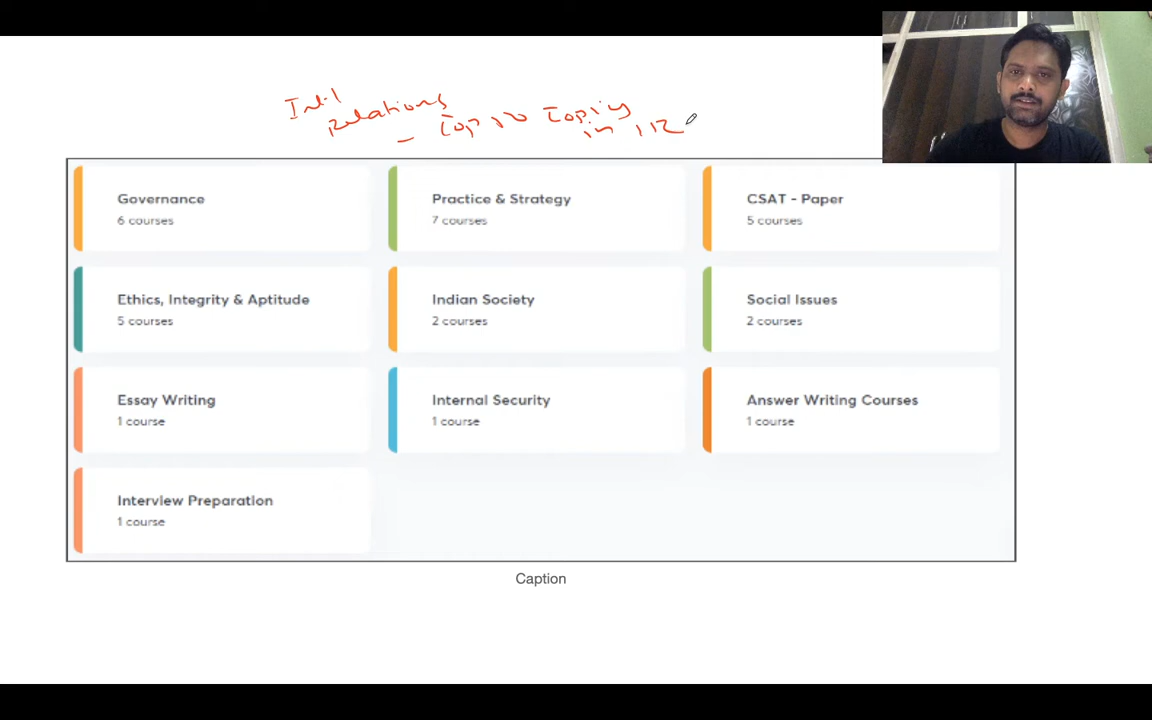 Int'l
Relations
- Top 10 Topics
in IR
Governance
6 courses
Practice & Strategy
7 courses
CSAT - Paper
5 courses
Ethics, Integrity & Aptitude
5 courses
Indian Society
2 courses
Social Issues
2 courses
Essay Writing
1 course
Internal Security
1 course
Answer Writing Courses
1 course
Interview Preparation
1 course
Caption